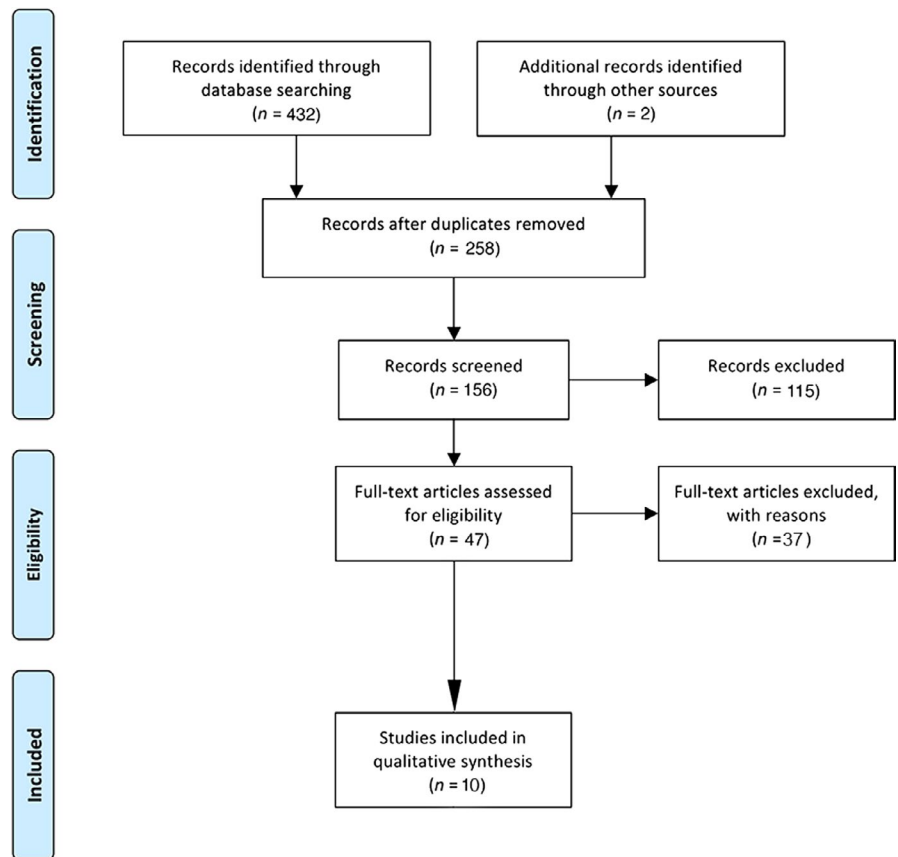 Identification
Records identified through
database searching
(n = 432)
Additional records identified
through other sources
(n = 2)
Records after duplicates removed
(n = 258)
Screening
Records screened
(n = 156)
Records excluded
(n = 115)
Eligibility
Full-text articles assessed
for eligibility
(n = 47)
Full-text articles excluded,
with reasons
(n =37 )
Included
Studies included in
qualitative synthesis
(n = 10)